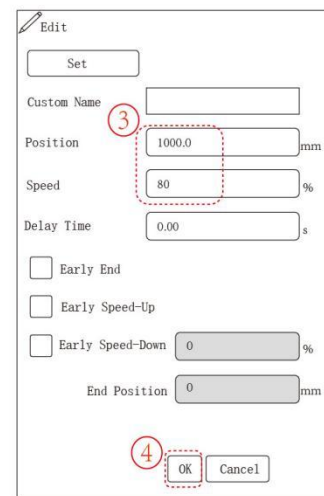 Edit
Set
Custom Name
③
Position 1000.0 mm
Speed 80 %
Delay Time 0.00 s
Early End
Early Speed-Up
Early Speed-Down 0 %
End Position 0 mm
④
OK Cancel